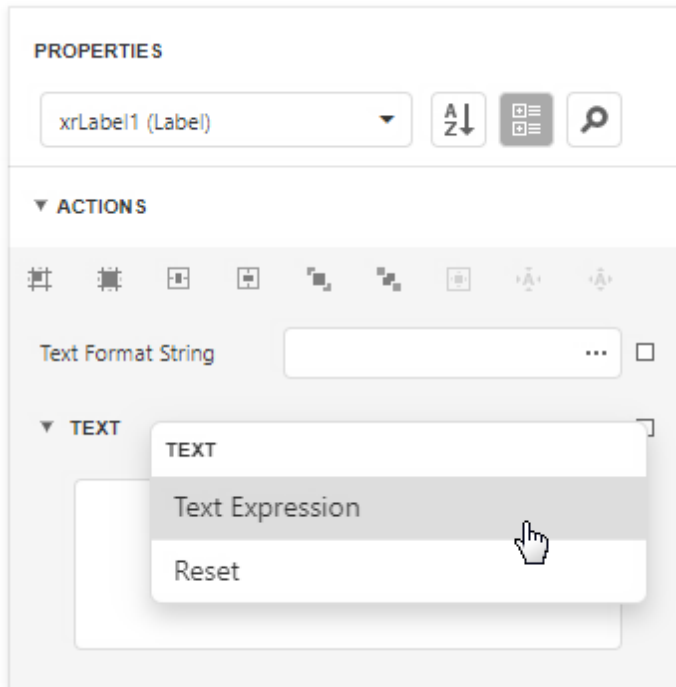 PROPERTIES
xrLabel1 (Label)
A
Z
ACTIONS
Text Format String
...
TEXT
TEXT
Text Expression
Reset